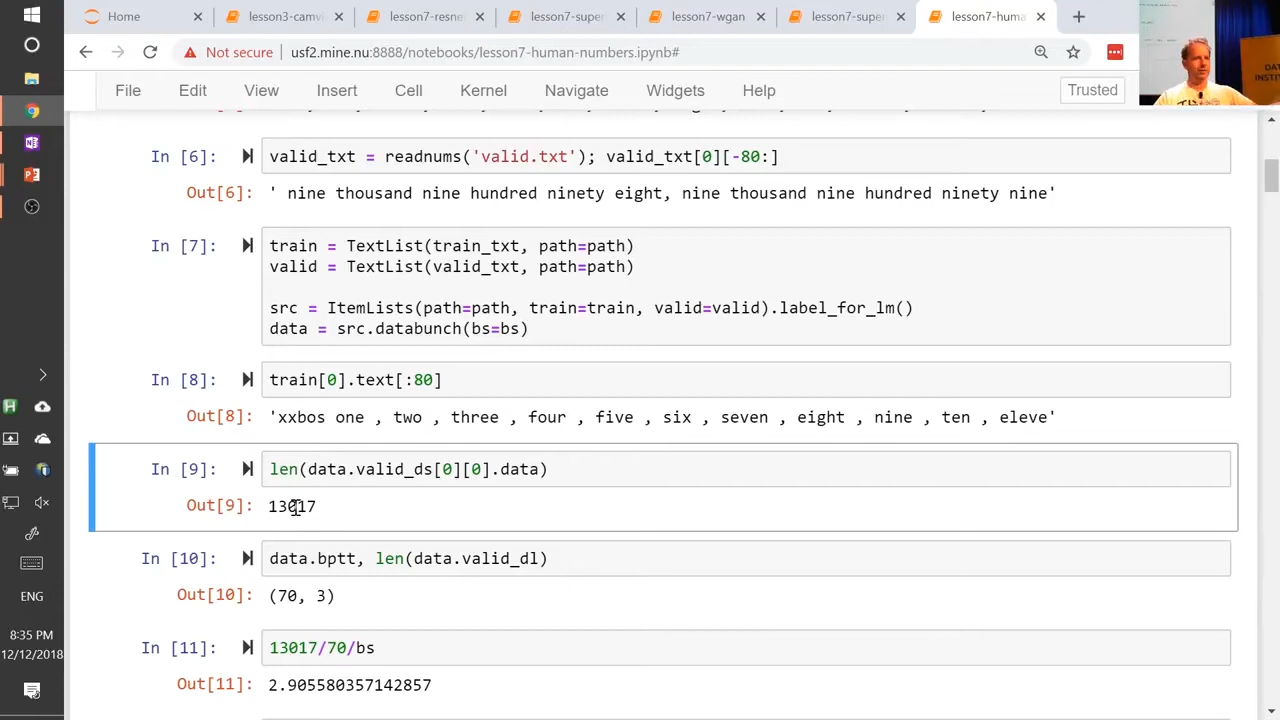 Home
lesson3-camvi
lesson7-resne
lesson7-super
lesson7-wgan
lesson7-super
lesson7-huma
Not secure
usf2.mine.nu:8888/notebooks/lesson7-human-numbers.ipynb#
File Edit View Insert Cell Kernel Navigate Widgets Help Trusted
In [6]: valid_txt = readnums('valid.txt'); valid_txt[0][-80:]
Out[6]: ' nine thousand nine hundred ninety eight, nine thousand nine hundred ninety nine'
In [7]: train = TextList(train_txt, path=path)
valid = TextList(valid_txt, path=path)
src = ItemLists(path=path, train=train, valid=valid).label_for_lm()
data = src.databunch(bs=bs)
In [8]: train[0].text[:80]
Out[8]: 'xxbos one , two , three , four , five , six , seven , eight , nine , ten , eleve'
In [9]: len(data.valid_ds[0][0].data)
Out[9]: 13017
In [10]: data.bptt, len(data.valid_dl)
Out[10]: (70, 3)
In [11]: 13017/70/bs
Out[11]: 2.905580357142857
ENG
8:35 PM
12/12/2018